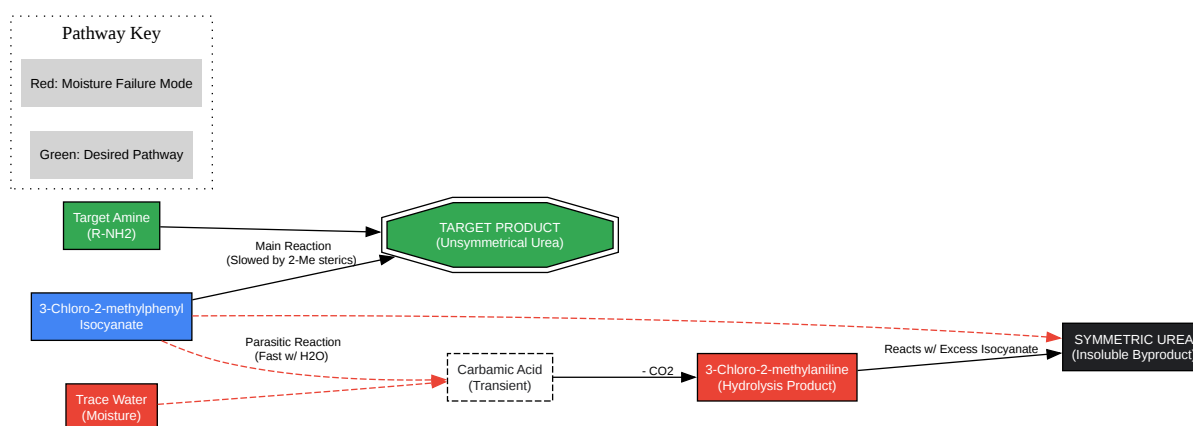 Pathway Key
Red: Moisture Failure Mode
Green: Desired Pathway
Target Amine
(R-NH2)
TARGET PRODUCT
(Unsymmetrical Urea)
Main Reaction
(Slowed by 2-Me sterics)
3-Chloro-2-methylphenyl
Isocyanate
Parasitic Reaction
(Fast w/ H2O)
Trace Water
(Moisture)
Carbamic Acid
(Transient)
- CO2
3-Chloro-2-methylaniline
(Hydrolysis Product)
Reacts w/ Excess Isocyanate
SYMMETRIC UREA
(Insoluble Byproduct)